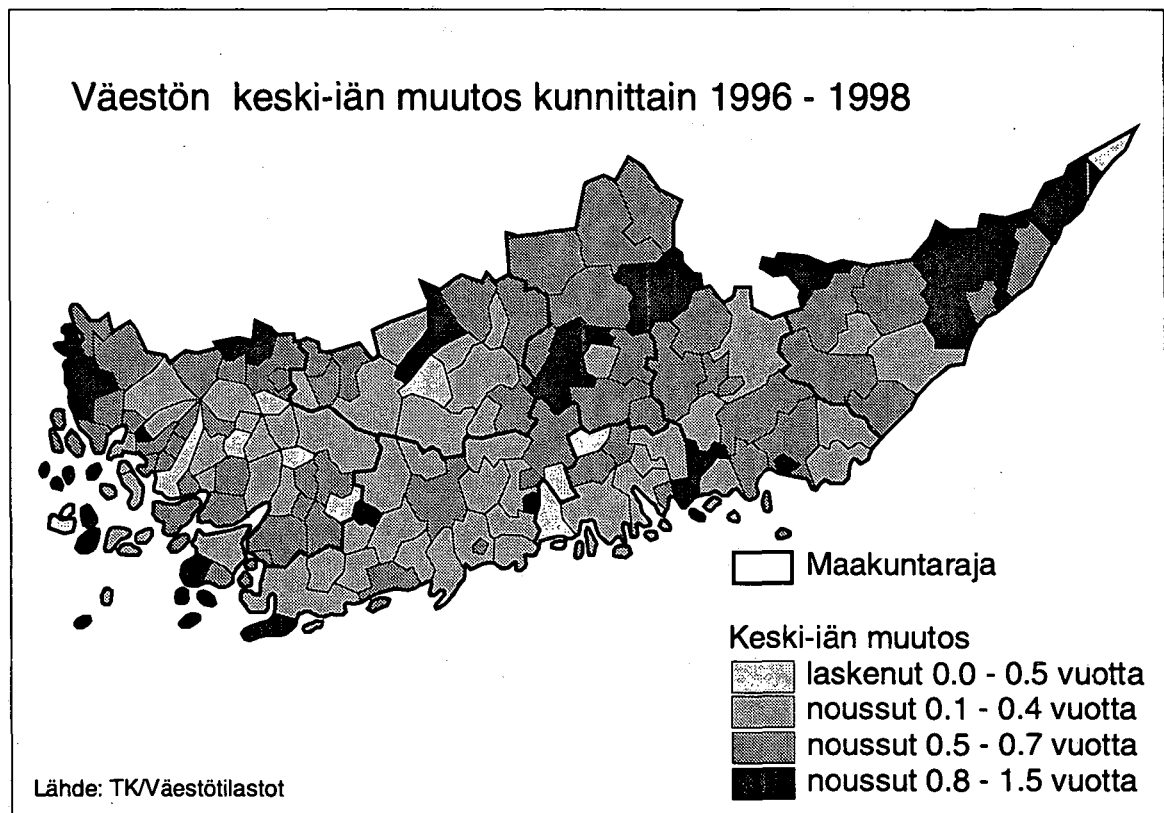 Väestön keski-iän muutos kunnittain 1996 - 1998
Maakuntaraja
Keski-iän muutos
laskenut 0.0 - 0.5 vuotta
noussut 0.1 - 0.4 vuotta
noussut 0.5 - 0.7 vuotta
noussut 0.8 - 1.5 vuotta
Lähde: TK/Väestötilastot